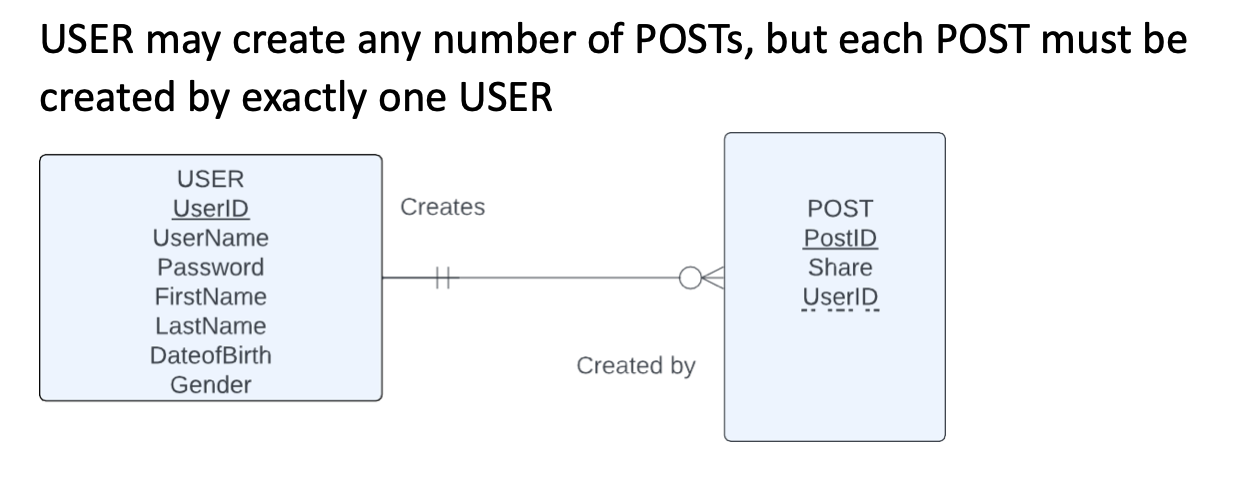 USER may create any number of POSTs, but each POST must be
created by exactly one USER
USER
UserID
UserName
Password
FirstName
LastName
DateofBirth
Gender
Creates
Created by
POST
PostID
Share
UserID